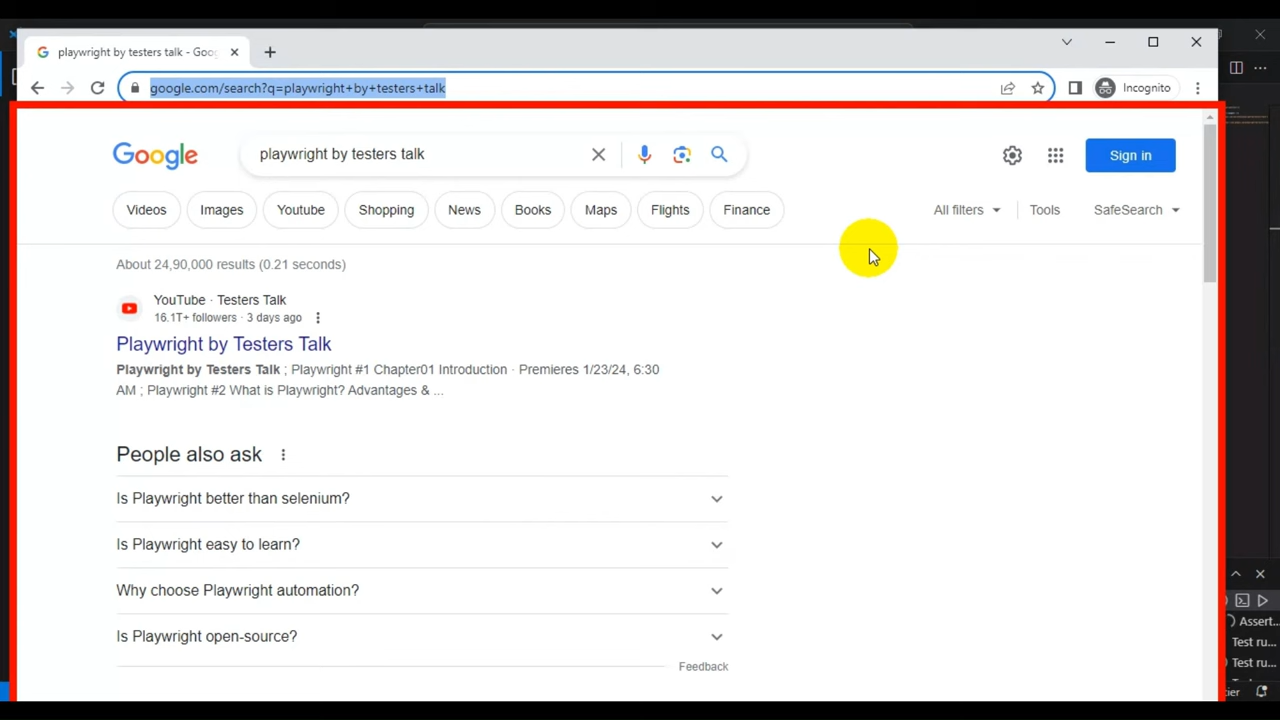 playwright by testers talk - Goo
google.com/search?q=playwright+by+testers+talk
Incognito
Google
playwright by testers talk
Sign in
Videos
Images
Youtube
Shopping
News
Books
Maps
Flights
Finance
All filters
Tools
SafeSearch
About 24,90,000 results (0.21 seconds)
YouTube · Testers Talk
16.1T+ followers · 3 days ago
Playwright by Testers Talk
Playwright by Testers Talk ; Playwright #1 Chapter01 Introduction · Premieres 1/23/24, 6:30
AM ; Playwright #2 What is Playwright? Advantages & ...
People also ask
Is Playwright better than selenium?
Is Playwright easy to learn?
Why choose Playwright automation?
Is Playwright open-source?
Feedback
Assert...
Test ru...
Test ru...